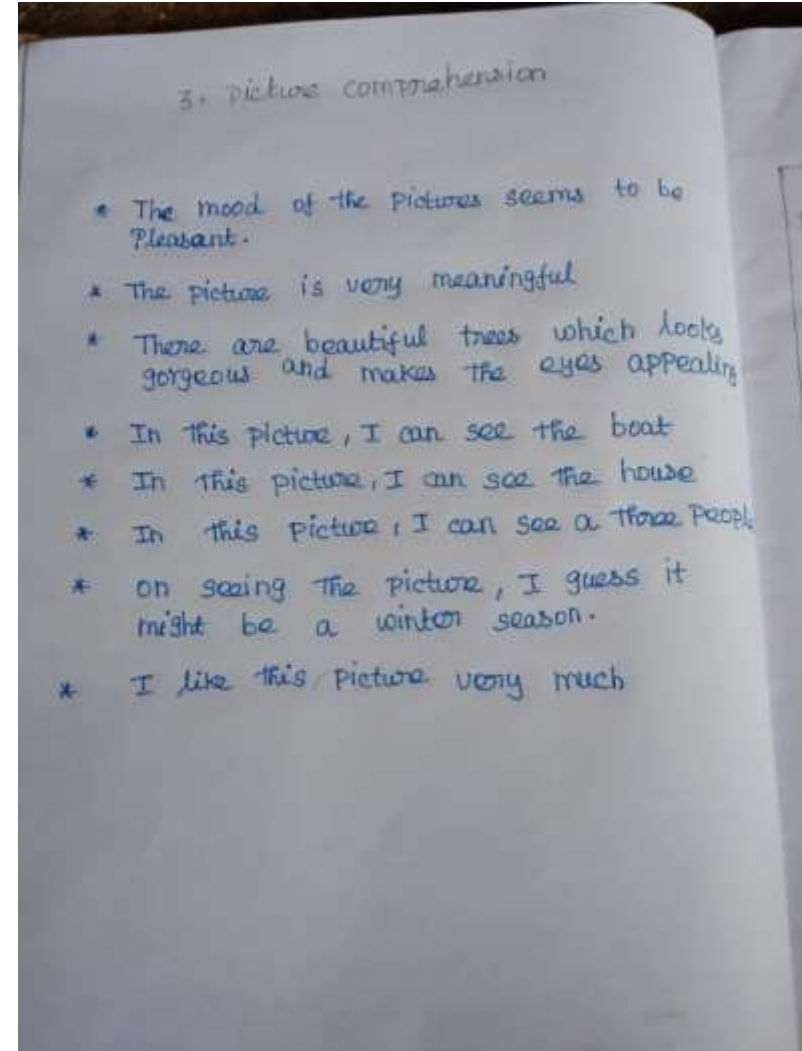 3. picture comprehension
* The mood of the pictures seems to be
Pleasant.
* The picture is very meaningful
* There are beautiful trees which looks
gorgeous and makes the eyes appealing
* In this picture, I can see the boat
* In this picture, I can see the house
* In this picture, I can see a three people
* on seeing the picture, I guess it
might be a winter season.
* I like this picture very much